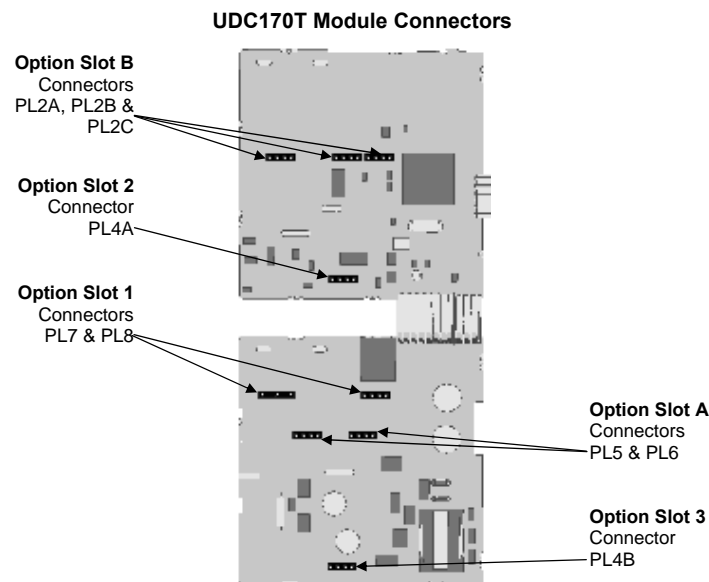 UDC170T Module Connectors
Option Slot B
Connectors
PL2A, PL2B &
PL2C
Option Slot 2
Connector
PL4A
Option Slot 1
Connectors
PL7 & PL8
Option Slot A
Connectors
PL5 & PL6
Option Slot 3
Connector
PL4B